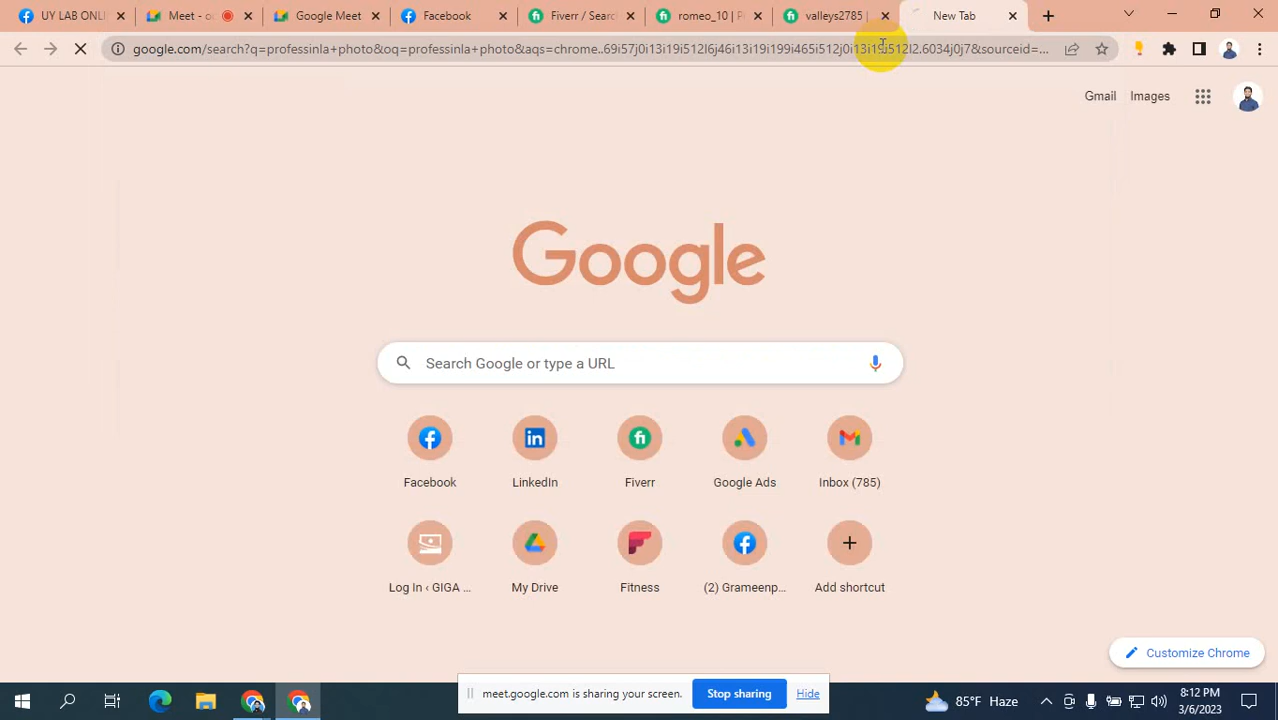 UY LAB ONLIN
Meet - oc
Google Meet
Facebook
Fiverr / Searc
romeo_10 | P
valleys2785 |
New Tab
google.com/search?q=professinla+photo&oq=professinla+photo&aqs=chrome..69i57j0i13i19i512l6j46i13i19i199i465i512j0i13i19i512l2.6034j0j7&sourceid=...
Gmail
Images
Google
Search Google or type a URL
Facebook
LinkedIn
Fiverr
Google Ads
Inbox (785)
Log In ‹ GIGA ...
My Drive
Fitness
(2) Grameenp...
Add shortcut
Customize Chrome
meet.google.com is sharing your screen.
Stop sharing
Hide
85°F Haze
8:12 PM
3/6/2023